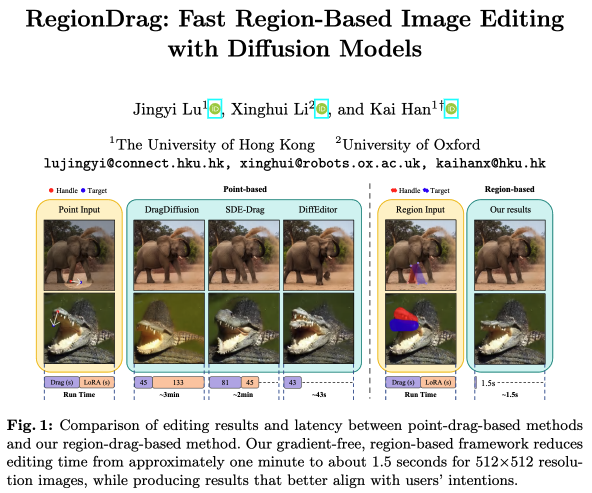 RegionDrag: Fast Region-Based Image Editing
with Diffusion Models
Jingyi Lu¹, Xinghui Li², and Kai Han¹†
¹The University of Hong Kong ²University of Oxford
lujingyi@connect.hku.hk, xinghui@robots.ox.ac.uk, kaihanx@hku.hk
Handle Target Point-based Handle Target Region-based
Point Input DragDiffusion SDE-Drag DiffEditor Region Input Our results
Drag (s) LoRA (s) 45 133 81 45 43 Drag (s) LoRA (s) 1.5s
Run Time ~3min ~2min ~43s Run Time ~1.5s
Fig. 1: Comparison of editing results and latency between point-drag-based methods
and our region-drag-based method. Our gradient-free, region-based framework reduces
editing time from approximately one minute to about 1.5 seconds for 512×512 resolu-
tion images, while producing results that better align with users' intentions.